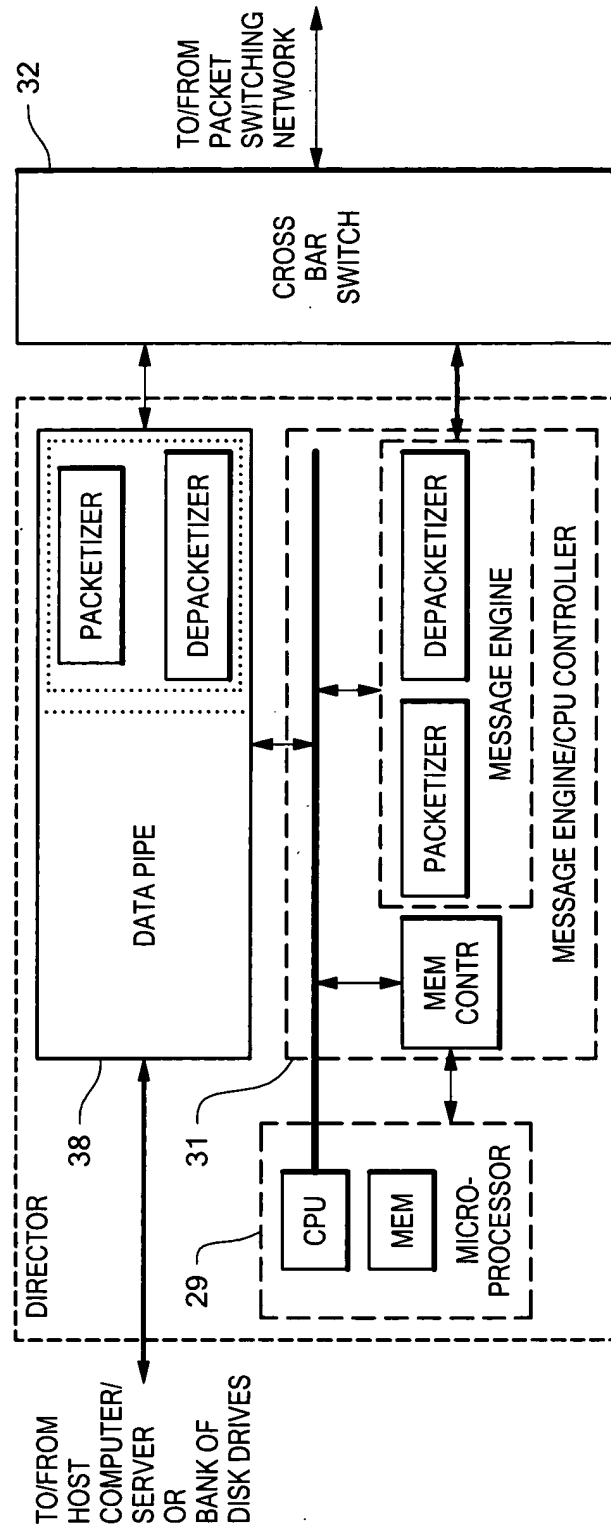 TO/FROM
HOST
COMPUTER/
SERVER
OR
BANK OF
DISK DRIVES
DIRECTOR
38
DATA PIPE
PACKETIZER
DEPACKETIZER
29
CPU
MEM
MICRO-
PROCESSOR
31
MEM
CONTR
PACKETIZER
DEPACKETIZER
MESSAGE ENGINE
MESSAGE ENGINE/CPU CONTROLLER
CROSS
BAR
SWITCH
32
TO/FROM
PACKET
SWITCHING
NETWORK